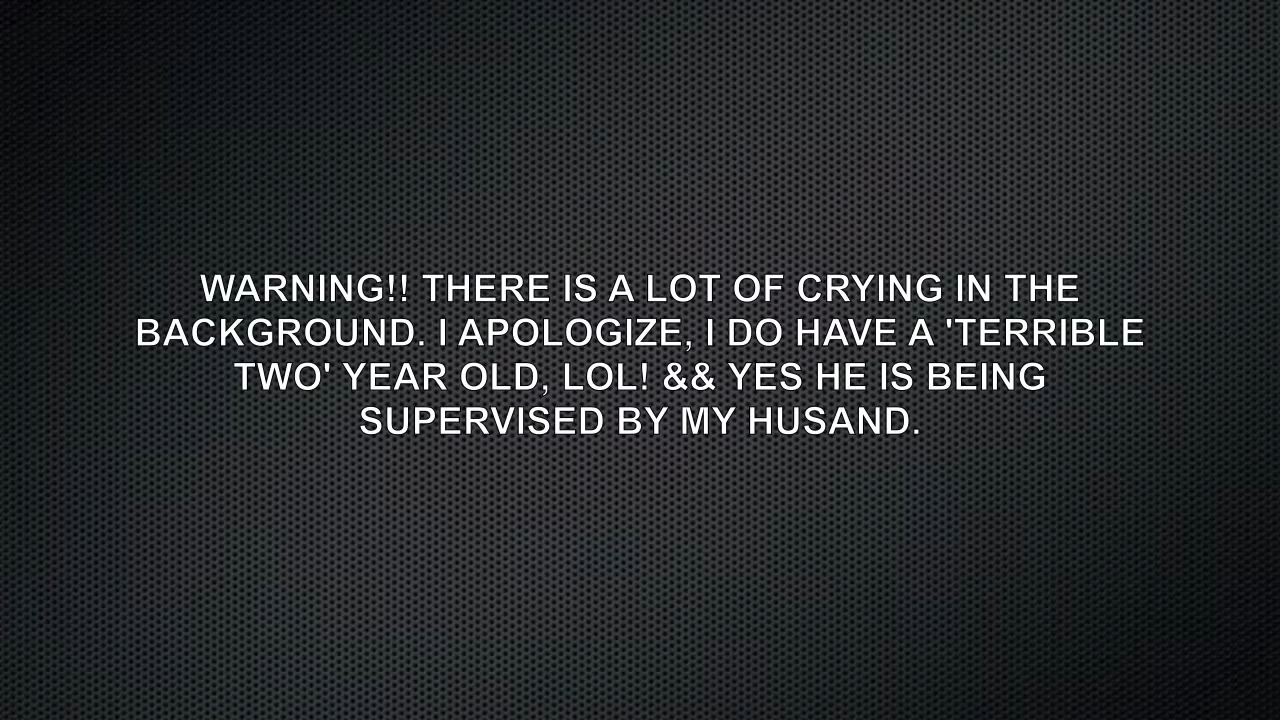 WARNING!! THERE IS A LOT OF CRYING IN THE
BACKGROUND. I APOLOGIZE, I DO HAVE A 'TERRIBLE
TWO' YEAR OLD, LOL! && YES HE IS BEING
SUPERVISED BY MY HUSAND.